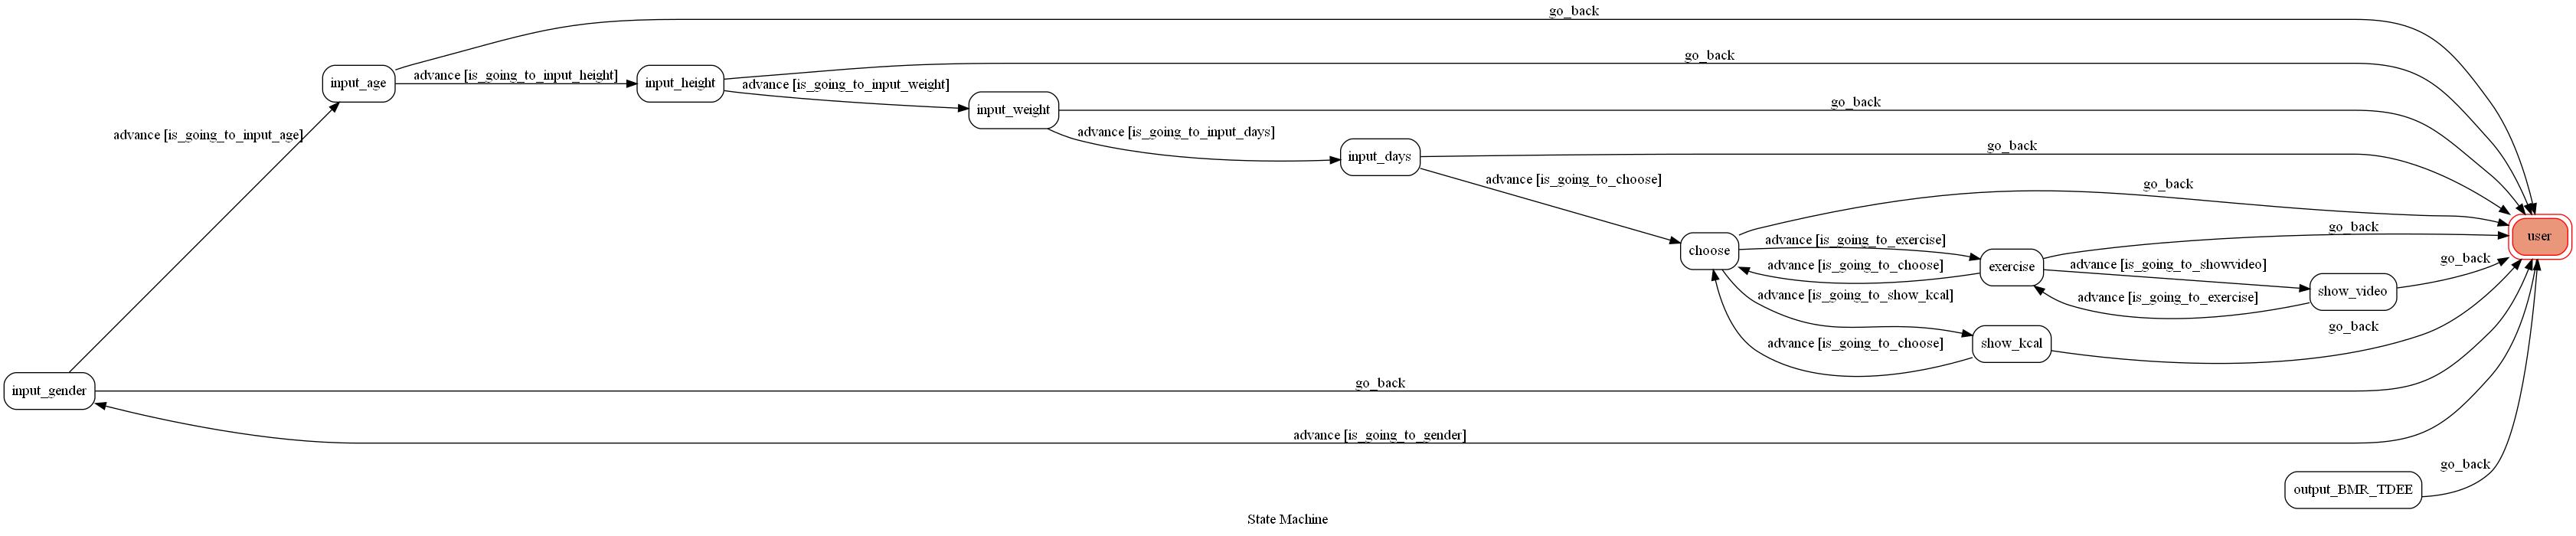 go_back
go_back
input_age
advance [is_going_to_input_height]
input_height
advance [is_going_to_input_weight]
go_back
input_weight
advance [is_going_to_input_age]
advance [is_going_to_input_days]
go_back
input_days
advance [is_going_to_choose]
go_back
go_back
user
choose
advance [is_going_to_exercise]
advance [is_going_to_choose]
exercise
advance [is_going_to_showvideo]
go_back
advance [is_going_to_show_kcal]
advance [is_going_to_exercise]
show_video
go_back
advance [is_going_to_choose]
show_kcal
input_gender
go_back
advance [is_going_to_gender]
go_back
output_BMR_TDEE
State Machine